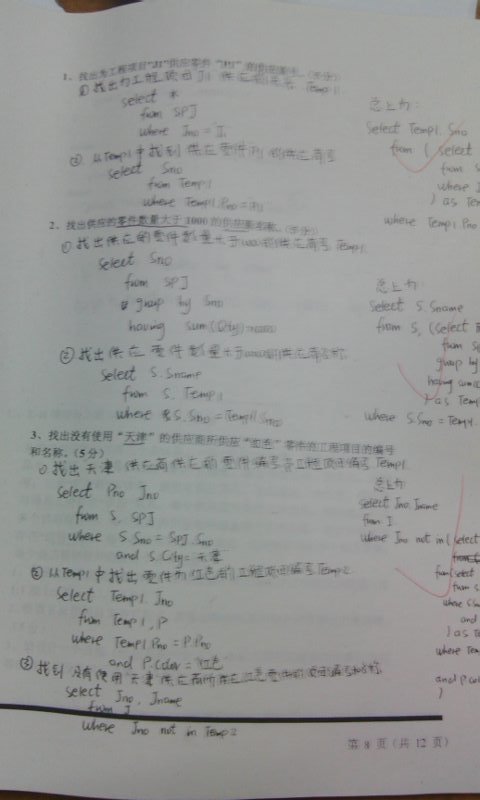 1、找出为工程项目"J1"供应零件"P1"
① 找出为工程项目J1 供应 Temp1
select *
from SPJ
where Jno = J1
② 从Temp1中找到供应零件P1的供应商号
select Sno
from Temp1
where Temp1.Pno = P1
总上为:
Select Temp1.Sno
from ( select
from S
where J
) as Tem
where Temp1.Pno
2、找出供应的零件数量大于1000的供应商名称。(5分)
① 找出供应的零件数量大于1000的供应商号 Temp1
Select Sno
from SPJ
group by Sno
having sum(Qty)>1000
② 找出供应零件数量大于1000的供应商名称
Select S.Sname
from S, Temp1
where S.Sno = Temp1.Sno
总上为:
Select S.Sname
from S, (Select
from SP
group by
having sum(
) as Temp
where S.Sno = Temp1.
3、找出没有使用"天津"的供应商所供应"红色"零件的工程项目的编号
和名称。(5分)
① 找出天津供应商供应的零件编号与工程项目编号 Temp1
Select Pno Jno
from S, SPJ
where S.Sno = SPJ.Sno
and S.City = 天津
② 从Temp1中找出零件为红色的工程项目编号Temp2
Select Temp1.Jno
from Temp1, P
where Temp1.Pno = P.Pno
and P.Color = 红色
③ 找到没有使用天津供应商所供应红色零件的项目编号和名称
select Jno, Jname
from J
where Jno not in Temp2
总上为
select Jno, Jname
from J
where Jno not in ( select
from(select
from S
where S.Sn
and
) as Te
where Tem
and P.col
)
第 8 页(共 12 页)